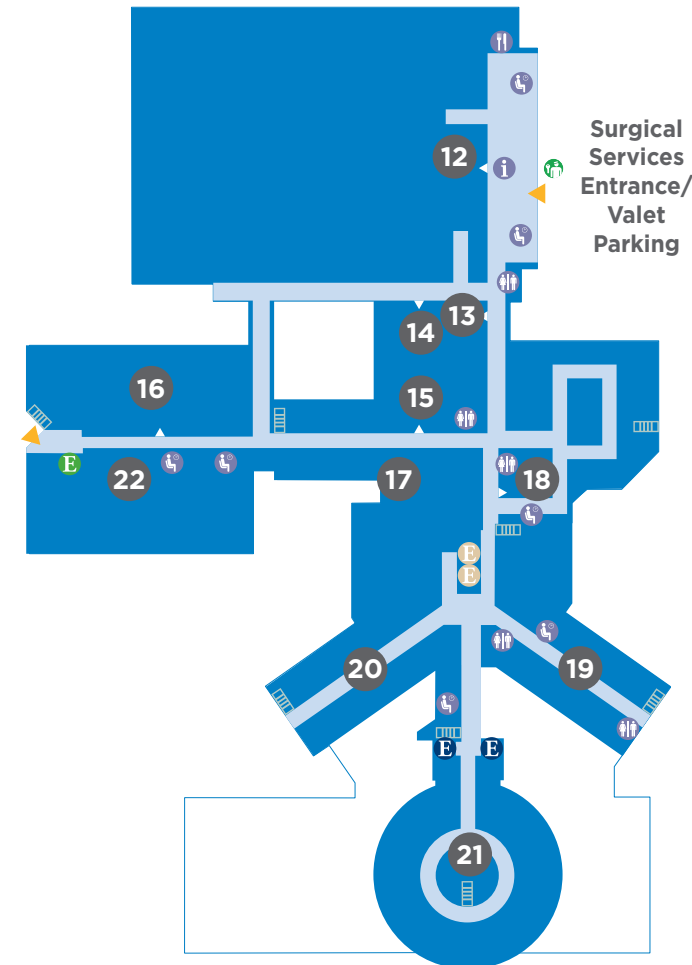 12
i
Surgical
Services
Entrance/
Valet
Parking
13
14
15
16
E
22
17
18
E
E
20
19
E
E
21